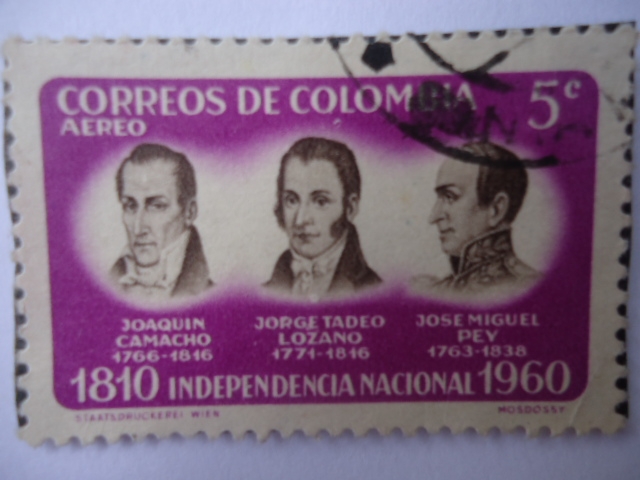 CORREOS DE COLOMBIA 5c
AEREO
JOAQUIN
CAMACHO
1766-1816
JORGE TADEO
LOZANO
1771-1816
JOSE MIGUEL
PEY
1763-1838
1810 INDEPENDENCIA NACIONAL 1960
STAATSDRUCKEREI WIEN
MOSDÓSSY